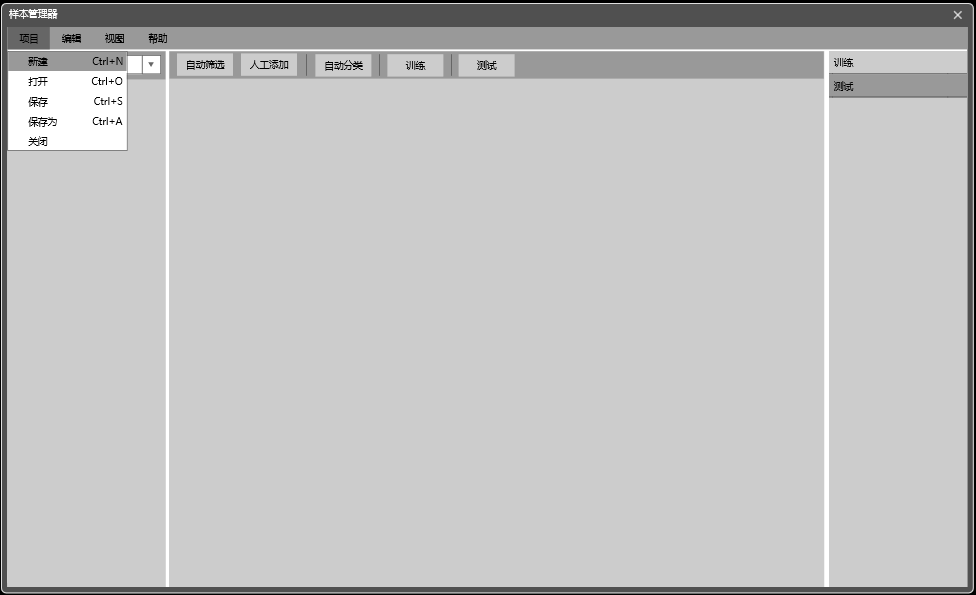 样本管理器
项目 编辑 视图 帮助
新建 Ctrl+N
打开 Ctrl+O
保存 Ctrl+S
保存为 Ctrl+A
关闭
自动筛选 人工添加 自动分类 训练 测试
训练
测试